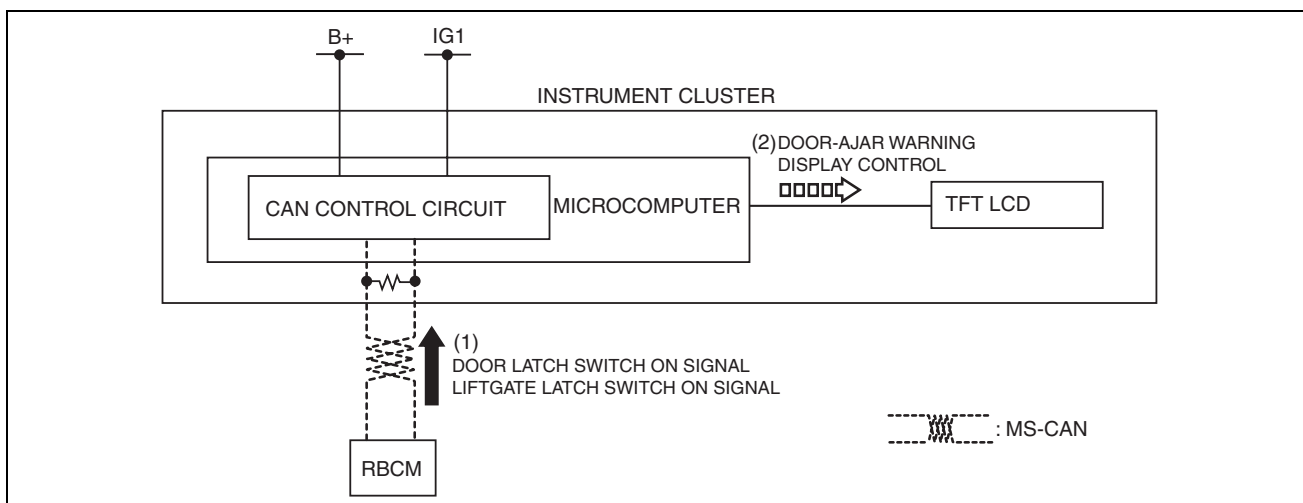 B+
IG1
INSTRUMENT CLUSTER
(2) DOOR-AJAR WARNING
DISPLAY CONTROL
CAN CONTROL CIRCUIT
MICROCOMPUTER
TFT LCD
(1)
DOOR LATCH SWITCH ON SIGNAL
LIFTGATE LATCH SWITCH ON SIGNAL
: MS-CAN
RBCM